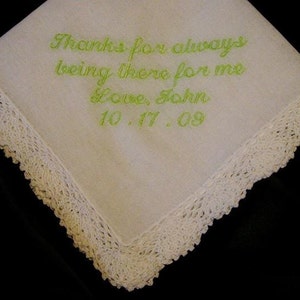 Thanks for always
being there for me
Love, John
10.17.09